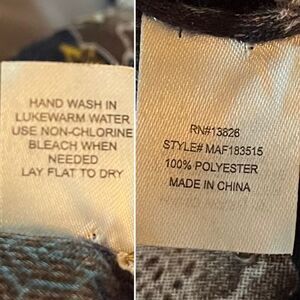 HAND WASH IN
LUKEWARM WATER
USE NON-CHLORINE
BLEACH WHEN
NEEDED
LAY FLAT TO DRY
RN#13826
STYLE# MAF183515
100% POLYESTER
MADE IN CHINA